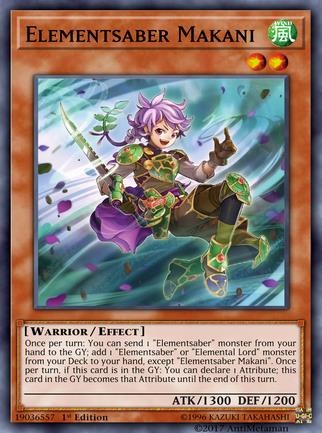 Elementsaber Makani
WIND
風
[Warrior / Effect]
Once per turn: You can send 1 "Elementsaber" monster from
your hand to the GY; add 1 "Elementsaber" or "Elemental Lord" monster
from your Deck to your hand, except "Elementsaber Makani". Once
per turn, if this card is in the GY: You can declare 1 Attribute; this
card in the GY becomes that Attribute until the end of this turn.
ATK/1300 DEF/1200
19036557 1st Edition ©1996 KAZUKI TAKAHASHI
©2017 AntiMetaman